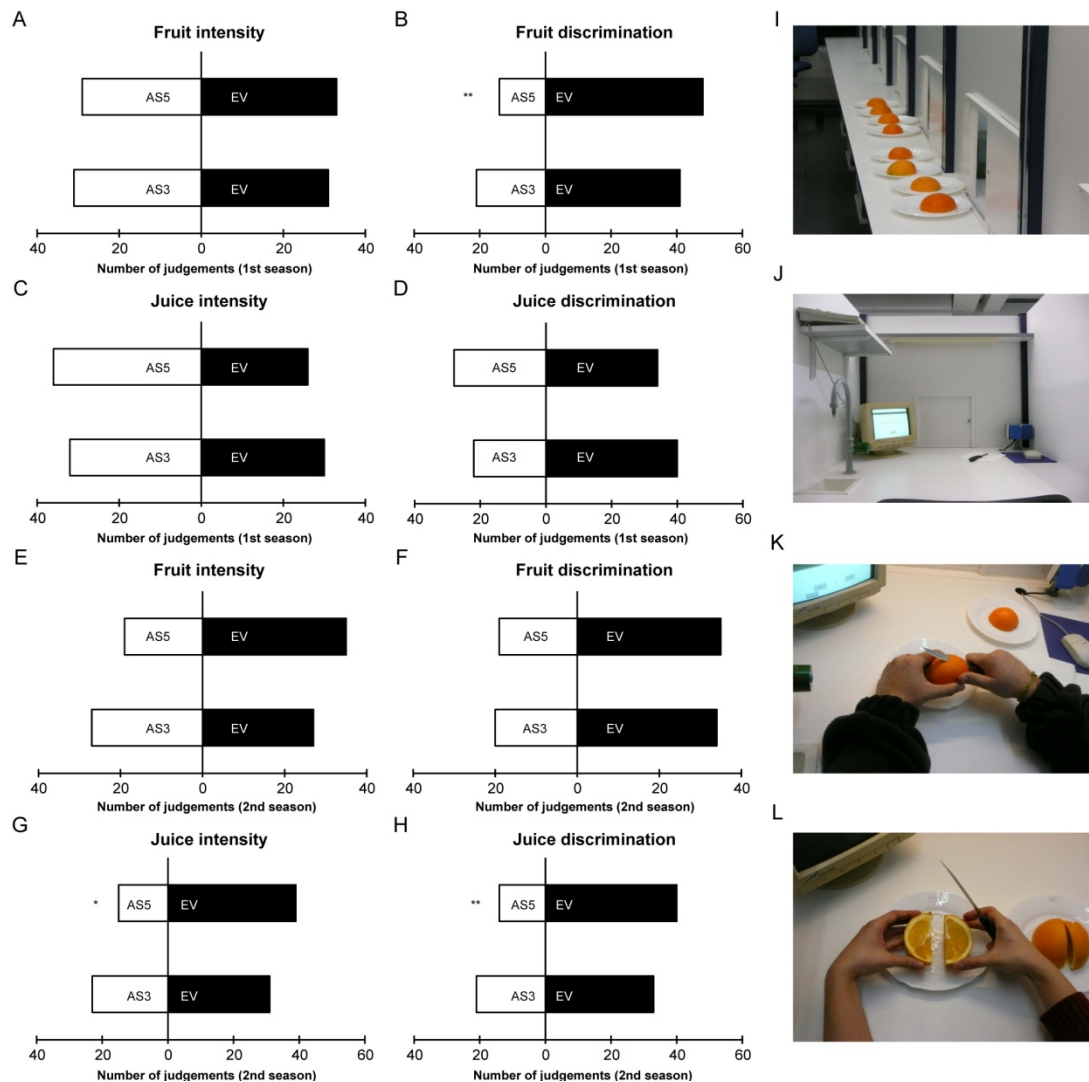 A
Fruit intensity
AS5 EV
AS3 EV
40 20 0 20 40
Number of judgements (1st season)
B
Fruit discrimination
** AS5 EV
AS3 EV
40 20 0 20 40 60
Number of judgements (1st season)
I
C
Juice intensity
AS5 EV
AS3 EV
40 20 0 20 40
Number of judgements (1st season)
D
Juice discrimination
AS5 EV
AS3 EV
40 20 0 20 40 60
Number of judgements (1st season)
J
E
Fruit intensity
AS5 EV
AS3 EV
40 20 0 20 40
Number of judgements (2nd season)
F
Fruit discrimination
AS5 EV
AS3 EV
40 20 0 20 40
Number of judgements (2nd season)
K
G
Juice intensity
* AS5 EV
AS3 EV
40 20 0 20 40 60
Number of judgements (2nd season)
H
Juice discrimination
** AS5 EV
AS3 EV
40 20 0 20 40 60
Number of judgements (2nd season)
L